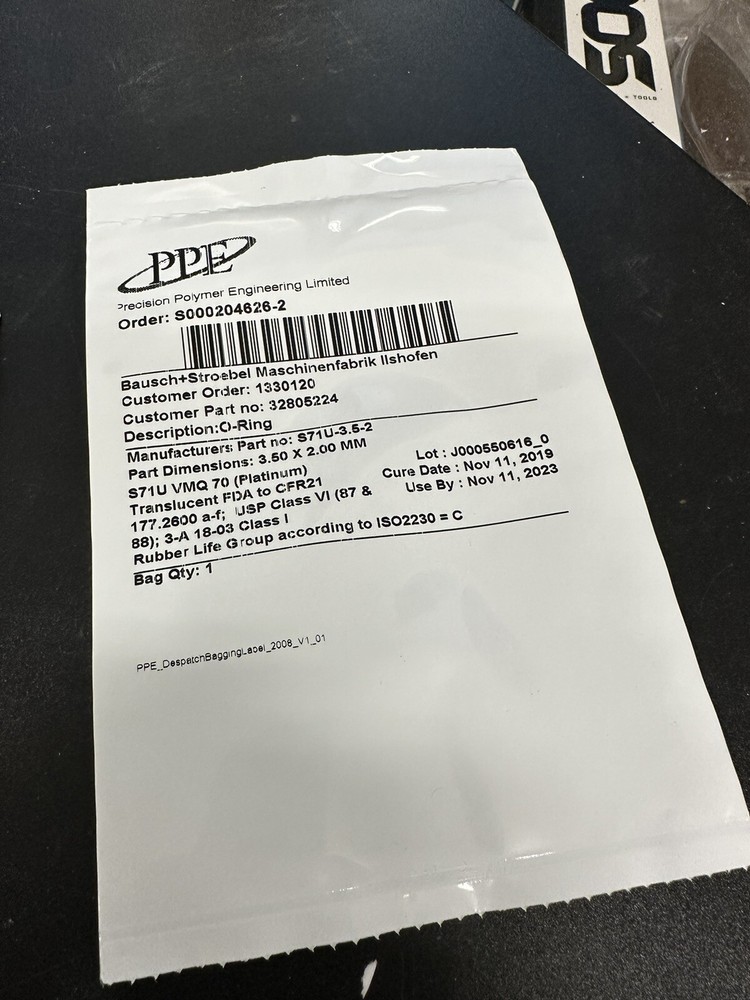 PPE
Precision Polymer Engineering Limited
Order: S000204626-2
Bausch+Stroebel Maschinenfabrik Ilshofen
Customer Order: 1330120
Customer Part no: 32805224
Description:O-Ring
Manufacturers Part no: S71U-3.5-2
Part Dimensions: 3.50 X 2.00 MM
S71U VMQ 70 (Platinum)
Translucent FDA to CFR21
177.2600 a-f; USP Class VI (87 &
88); 3-A 18-03 Class I
Lot : J000550616_0
Cure Date : Nov 11, 2019
Use By : Nov 11, 2023
Rubber Life Group according to ISO2230 = C
Bag Qty: 1
PPE_DespatchBaggingLabel_2008_V1_01
TOOLS